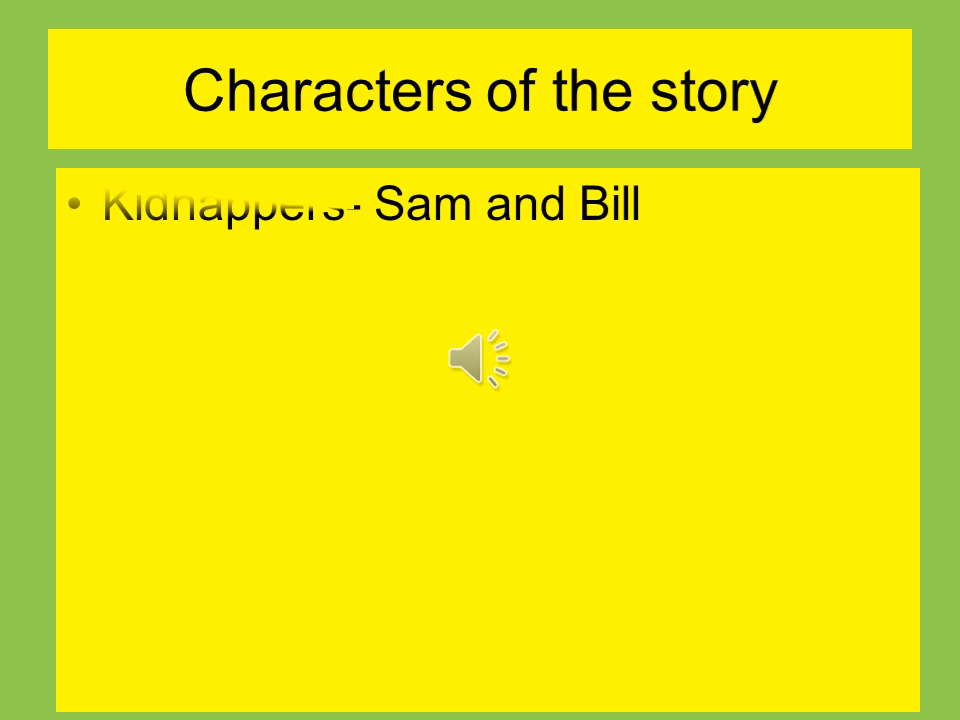 Characters of the story
• Kidnappers- Sam and Bill